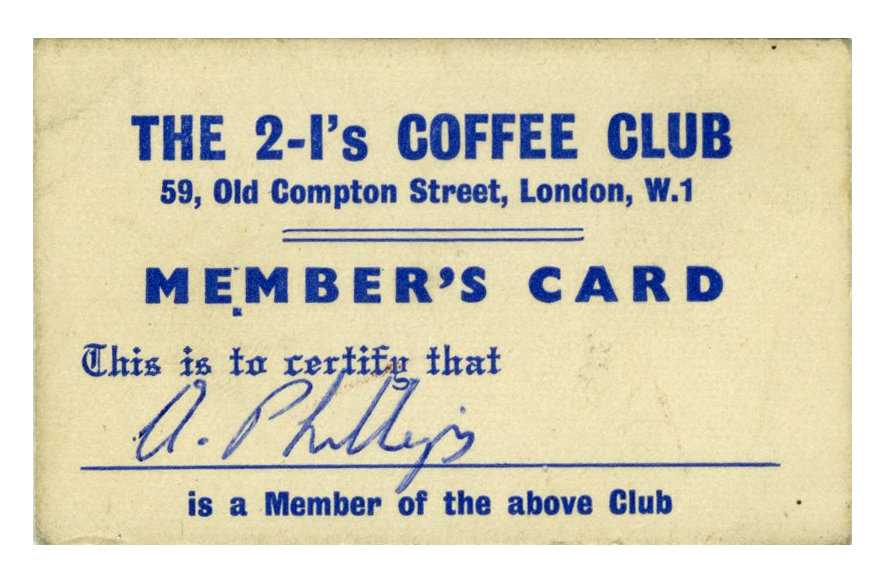 THE 2-I's COFFEE CLUB
59, Old Compton Street, London, W.1
MEMBER'S CARD
This is to certify that
A. Phillips
is a Member of the above Club